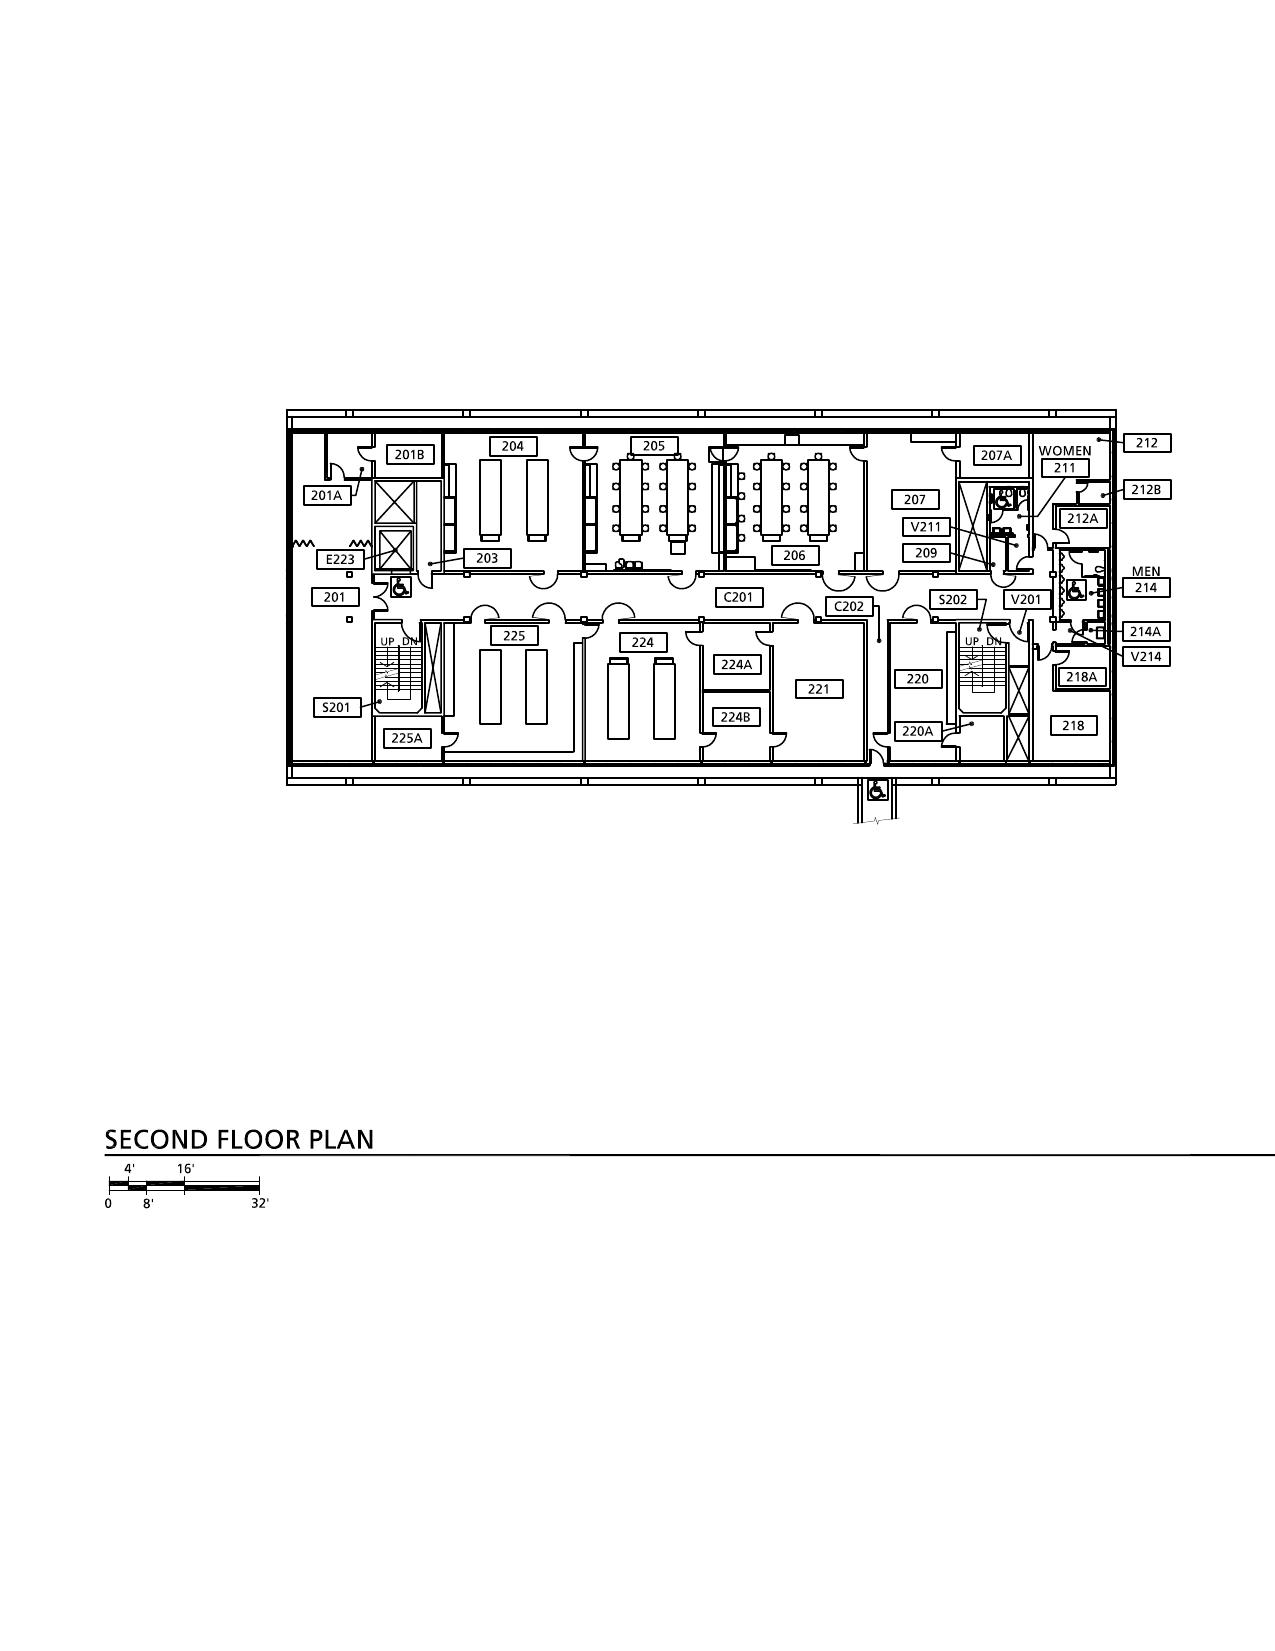 204
205
212
WOMEN
201B
207A
211
212B
201A
207
212A
V211
206
209
E223
203
MEN
214
201
C201
C202
S202
V201
225
224
UP DN
UP DN
214A
V214
224A
218A
220
221
S201
224B
218
225A
220A
SECOND FLOOR PLAN
4' 16'
0 8' 32'